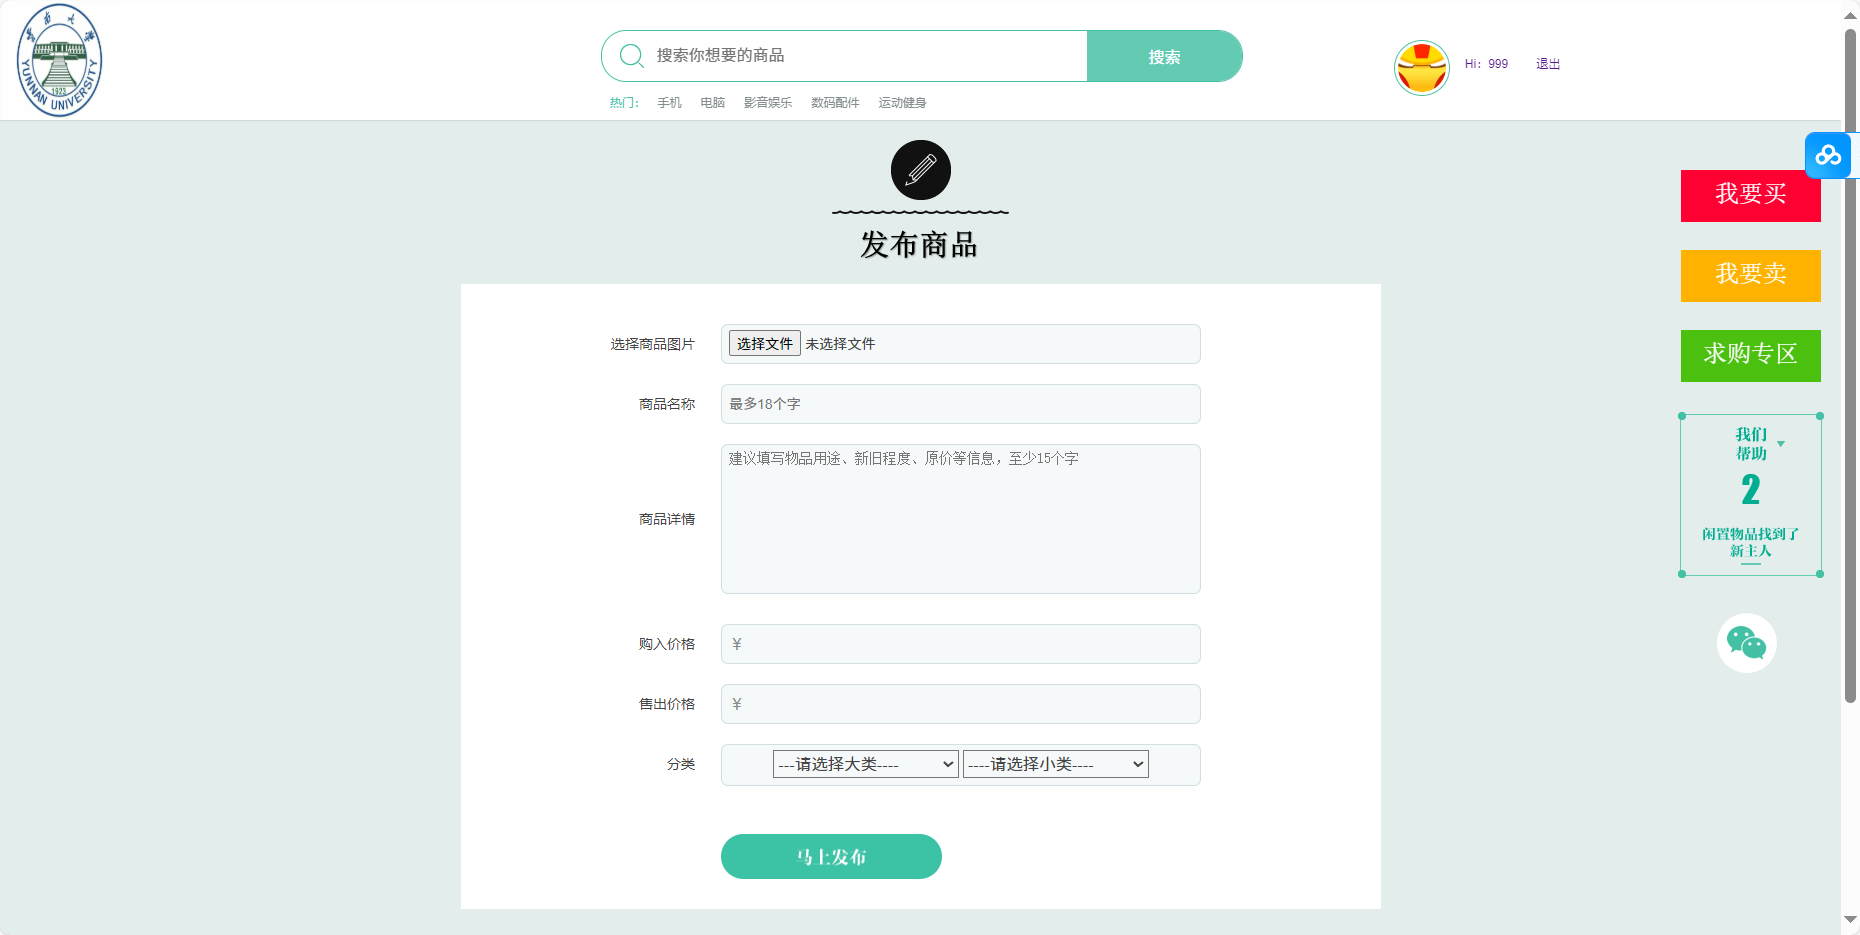 云南大学
YUNNAN UNIVERSITY
1923
搜索你想要的商品
搜索
Hi：999
退出
热门：
手机 电脑 影音娱乐 数码配件 运动健身
发布商品
选择商品图片
选择文件 未选择文件
商品名称
最多18个字
商品详情
建议填写物品用途、新旧程度、原价等信息，至少15个字
购入价格
¥
售出价格
¥
分类
---请选择大类----
----请选择小类----
马上发布
我要买
我要卖
求购专区
我们
帮助
2
闲置物品找到了
新主人